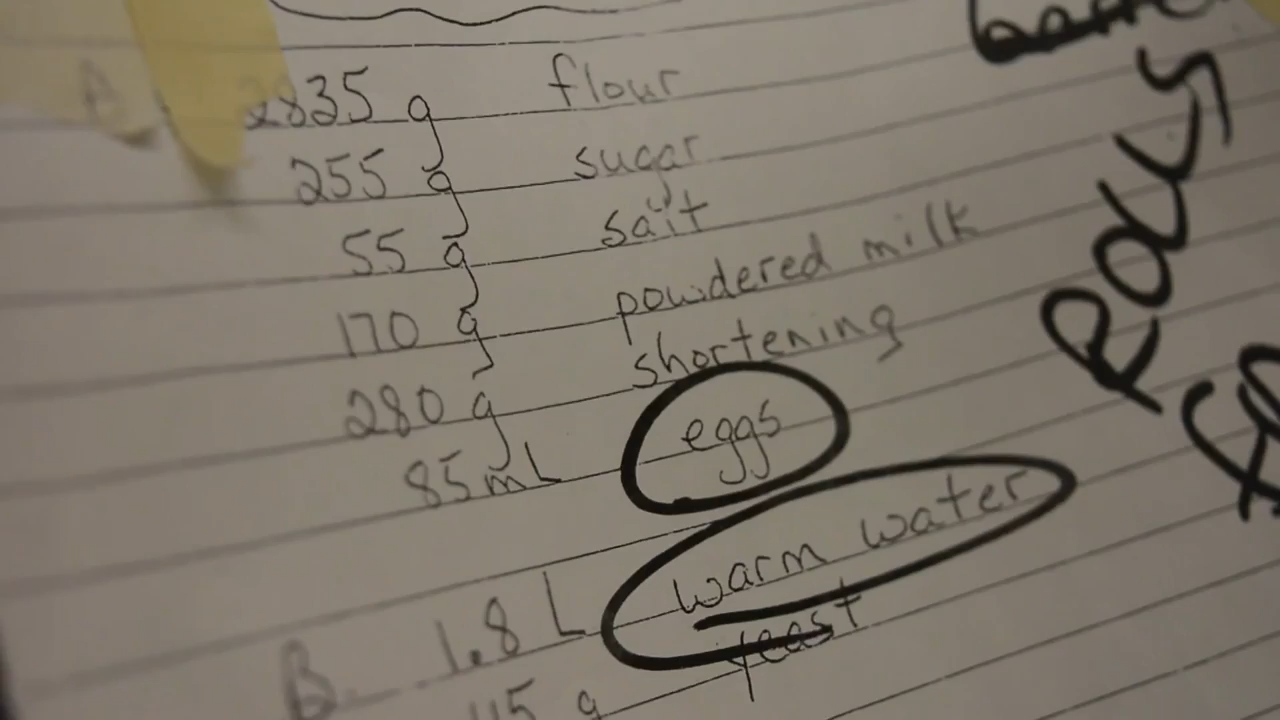 A 2835 g flour
255 g sugar
55 g salt
170 g powdered milk
280 g shortening
85 mL eggs
B. 1.8 L warm water
115 g yeast